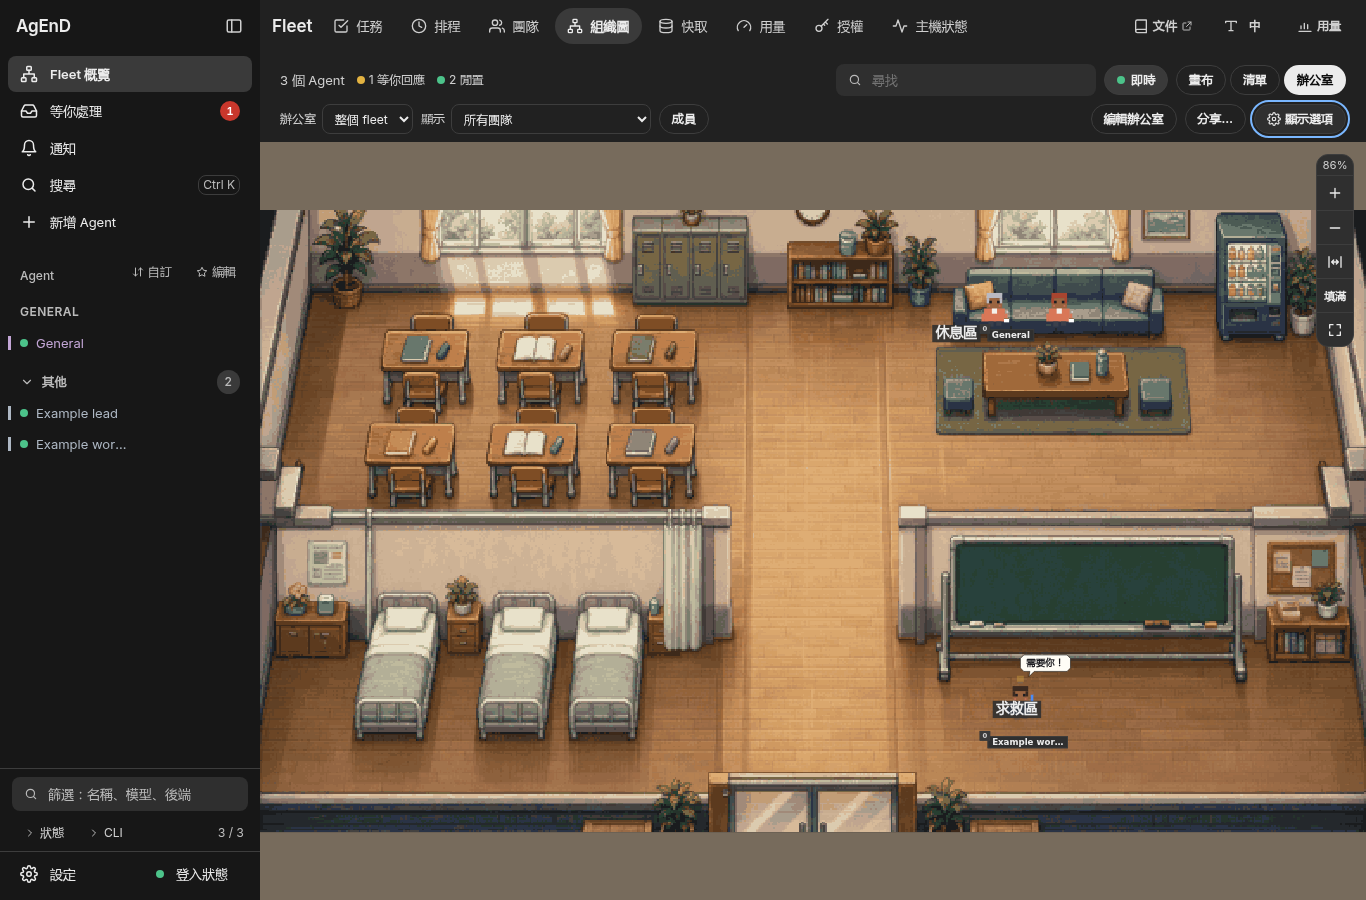 AgEnD
Fleet 概覽
等你處理
1
通知
搜尋
Ctrl K
新增 Agent
Agent
自訂
編輯
GENERAL
General
其他
2
Example lead
Example wor...
篩選：名稱、模型、後端
狀態
CLI
3 / 3
設定
登入狀態
Fleet
任務
排程
團隊
組織圖
快取
用量
授權
主機狀態
文件
中
用量
3 個 Agent
1 等你回應
2 閒置
尋找
即時
畫布
清單
辦公室
辦公室
整個 fleet
顯示
所有團隊
成員
編輯辦公室
分享...
顯示選項
86%
填滿
休息區
0
General
需要你！
求救區
0
Example wor...